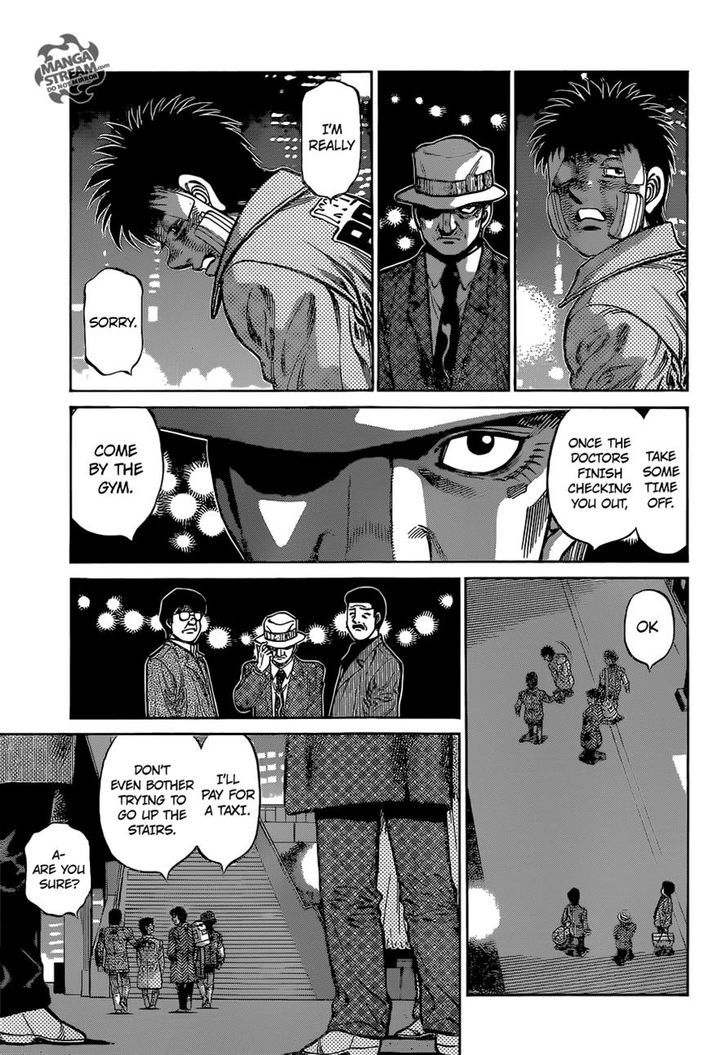 MANGA
STREAM.com
DO NOT MIRROR
I'M
REALLY
SORRY.
TAKE
SOME
TIME
OFF.
ONCE THE
DOCTORS
FINISH
CHECKING
YOU OUT,
COME
BY THE
GYM.
OK
I'LL
PAY FOR
A TAXI.
DON'T
EVEN BOTHER
TRYING TO
GO UP THE
STAIRS.
A-
ARE YOU
SURE?